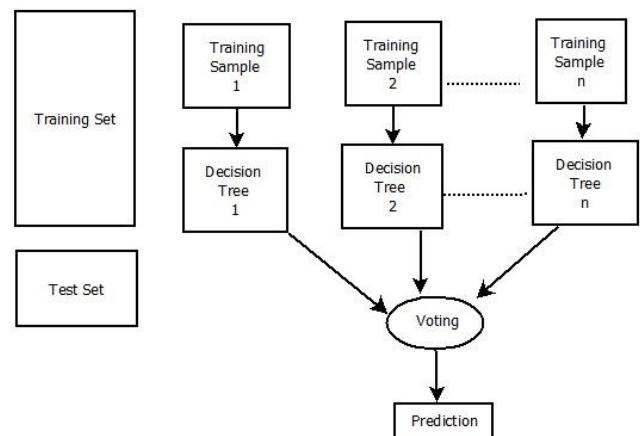 Training Set
Test Set
Training
Sample
1
Training
Sample
2
Training
Sample
n
Decision
Tree
1
Decision
Tree
2
Decision
Tree
n
Voting
Prediction